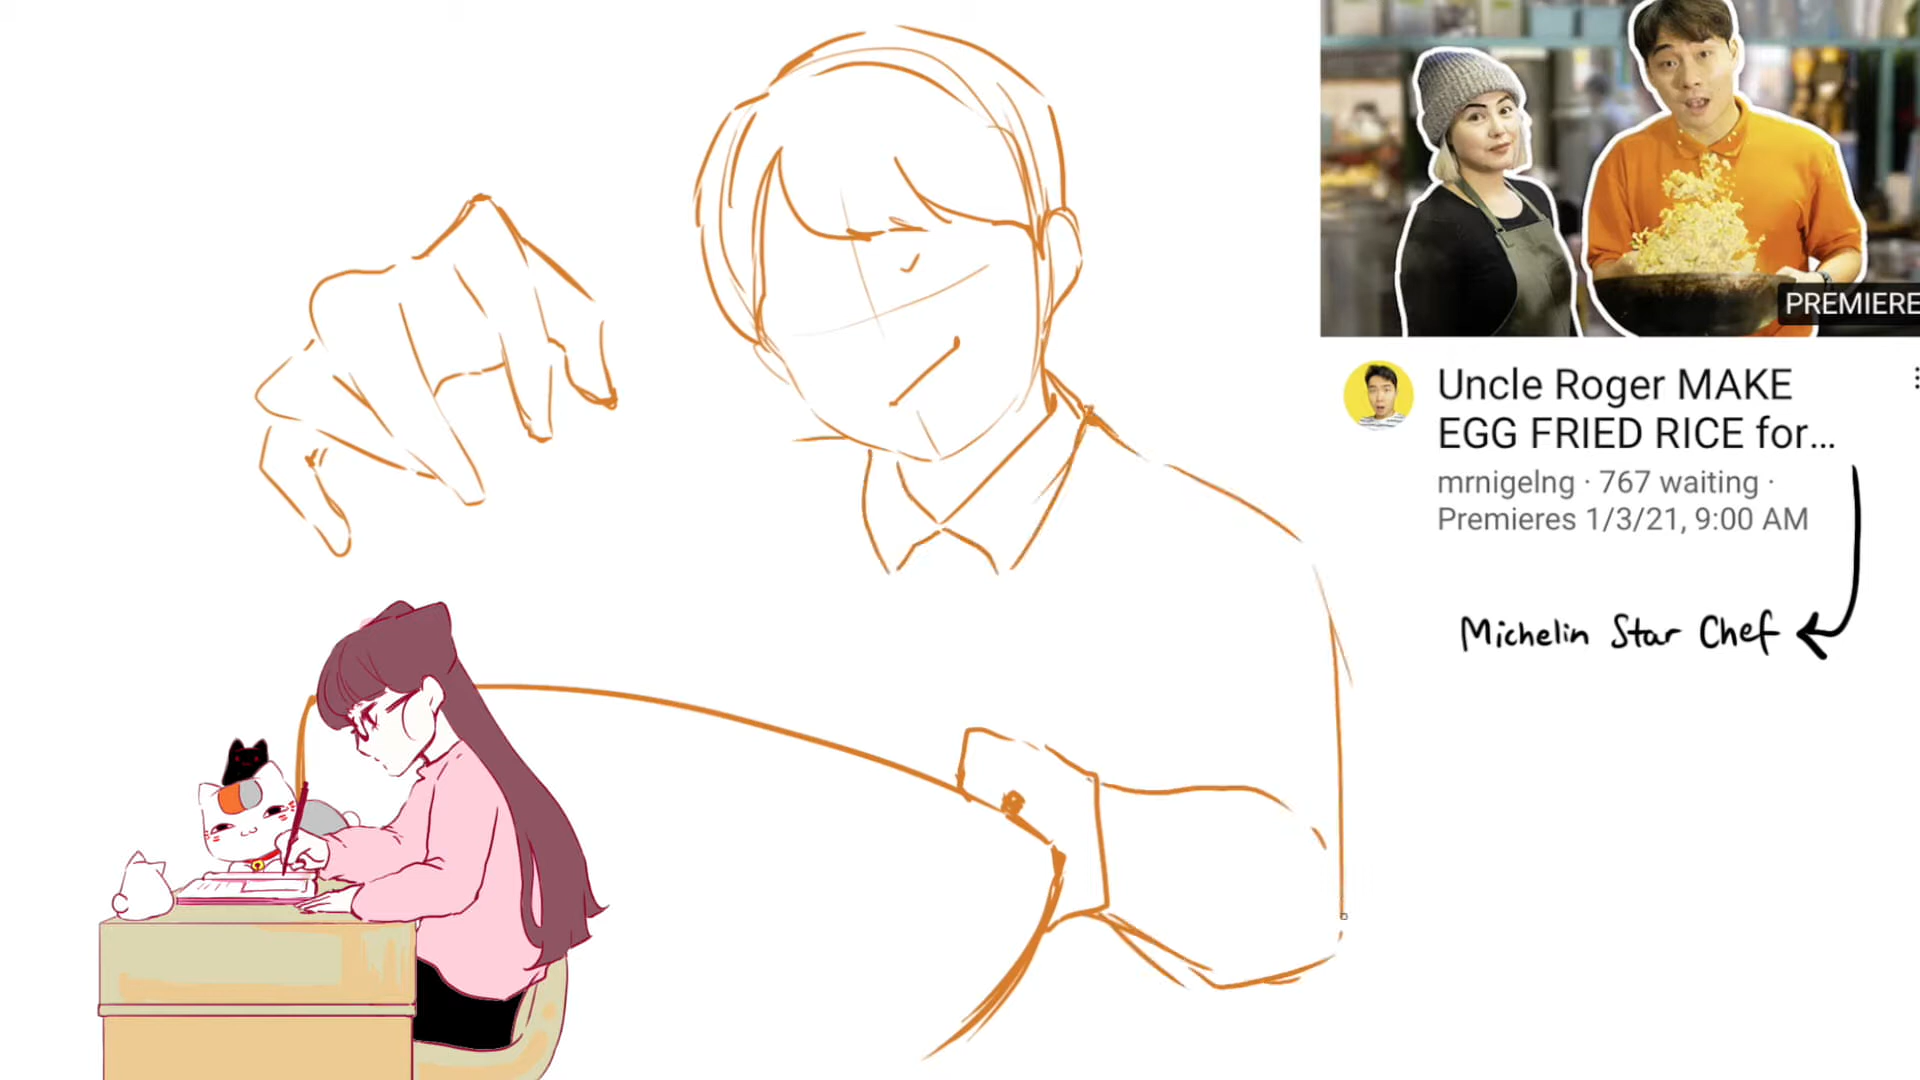 PREMIERE
Uncle Roger MAKE
EGG FRIED RICE for...
mrnigelng · 767 waiting ·
Premieres 1/3/21, 9:00 AM
Michelin Star Chef